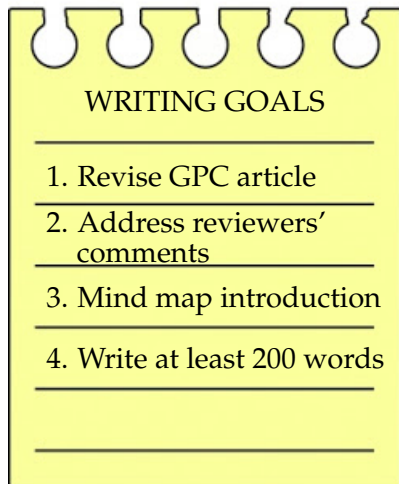 WRITING GOALS
1. Revise GPC article
2. Address reviewers’
comments
3. Mind map introduction
4. Write at least 200 words